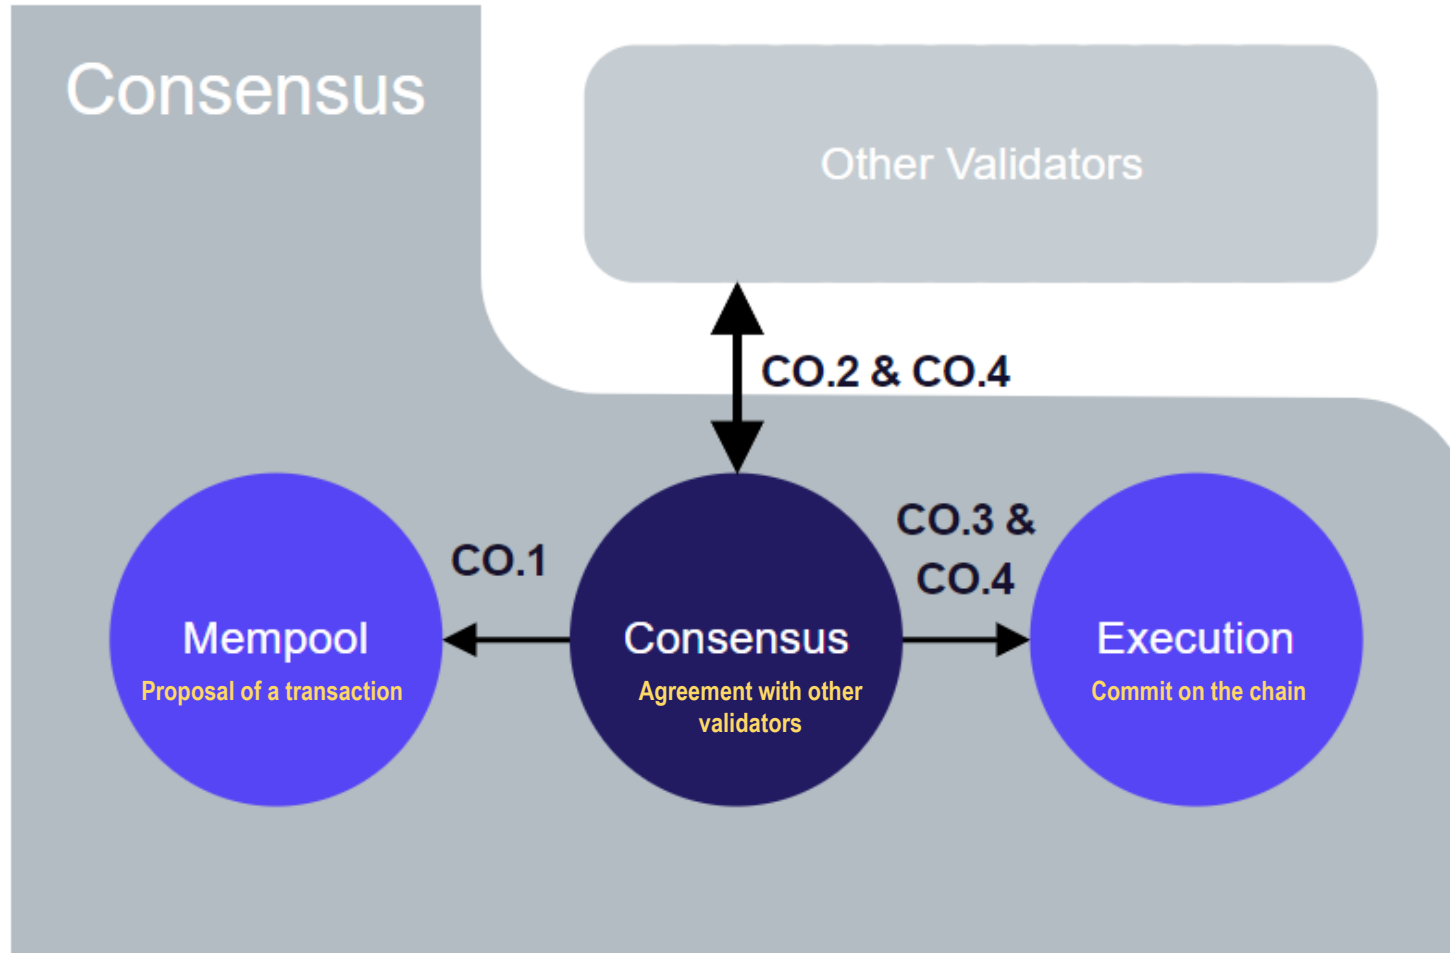 Consensus
Other Validators
CO.2 & CO.4
CO.1
CO.3 &
CO.4
Mempool
Proposal of a transaction
Consensus
Agreement with other
validators
Execution
Commit on the chain